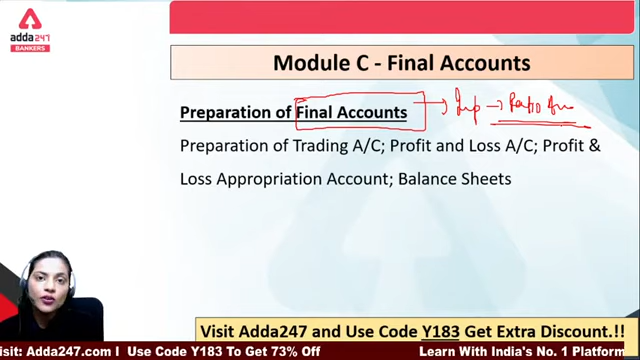 adda 247
BANKERS
Module C - Final Accounts
Preparation of Final Accounts
Imp → Ratio
Preparation of Trading A/C; Profit and Loss A/C; Profit &
Loss Appropriation Account; Balance Sheets
Visit Adda247 and Use Code Y183 Get Extra Discount.!!
isit: Adda247.com I Use Code Y183 To Get 73% Off
Learn With India's No. 1 Platform